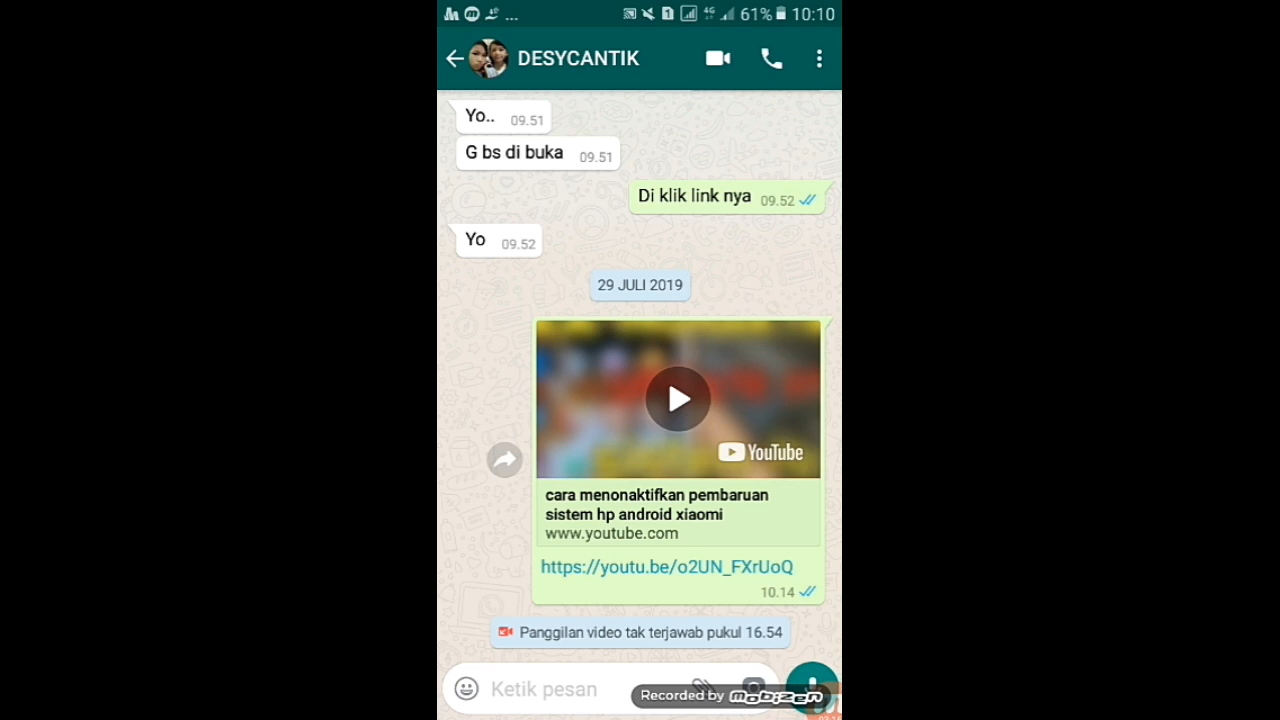 ... 4G 61% 10:10
DESYCANTIK
Yo.. 09.51
G bs di buka 09.51
Di klik link nya 09.52
Yo 09.52
29 JULI 2019
YouTube
cara menonaktifkan pembaruan
sistem hp android xiaomi
www.youtube.com
https://youtu.be/o2UN_FXrUoQ
10.14
Panggilan video tak terjawab pukul 16.54
Ketik pesan
Recorded by mobizen